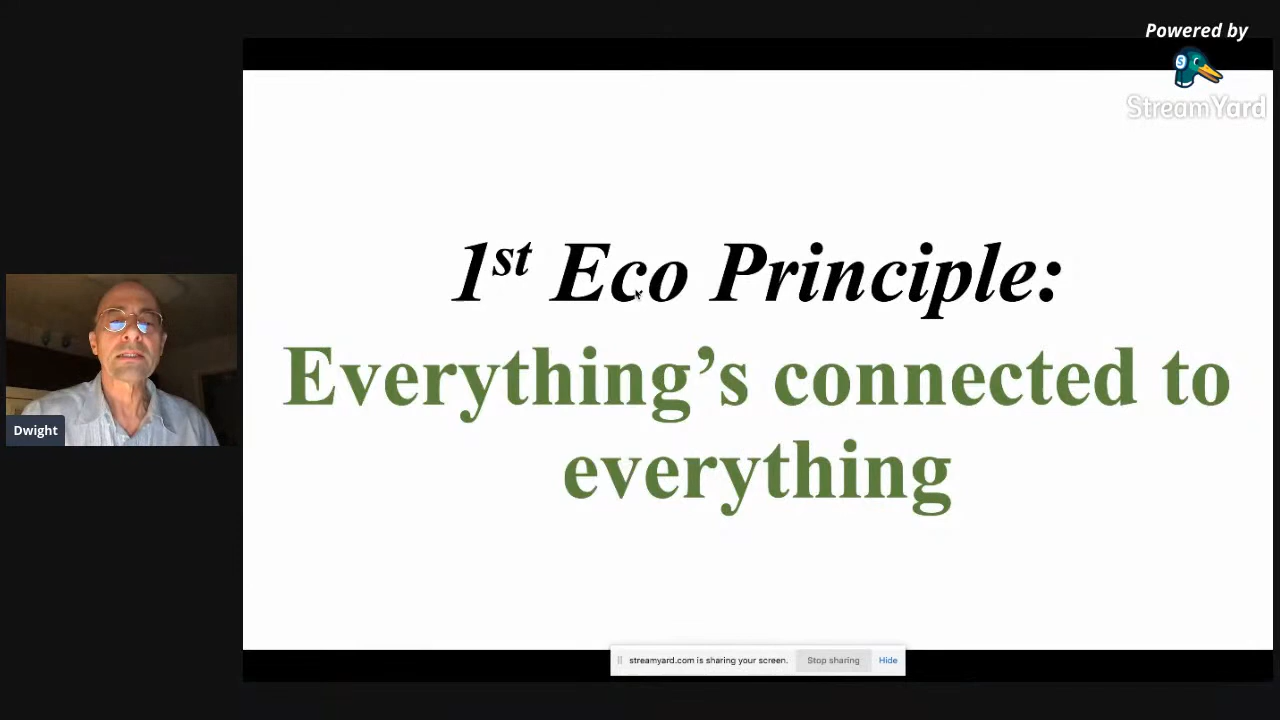 Powered by
StreamYard
1st Eco Principle:
Everything’s connected to
everything
Dwight
streamyard.com is sharing your screen.
Stop sharing
Hide